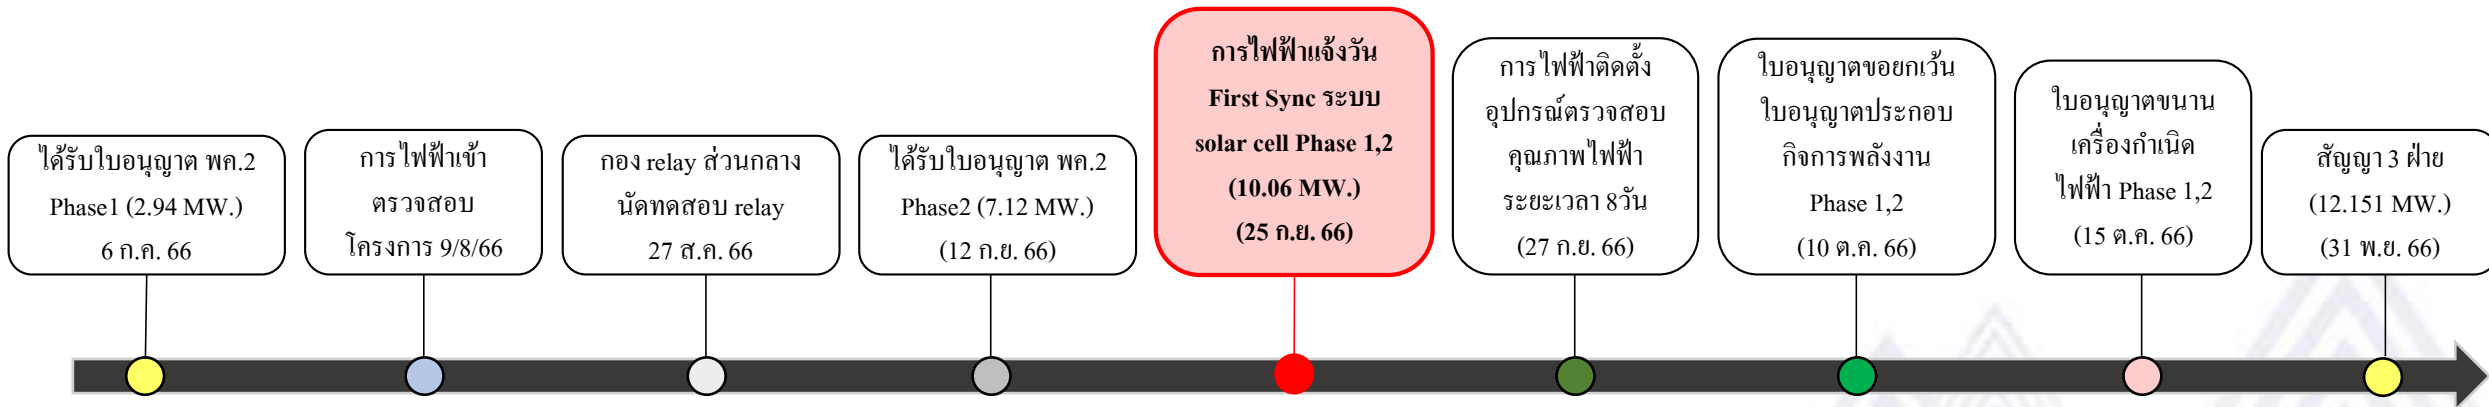 ได้รับใบอนุญาต พค.2
Phase1 (2.94 MW.)
6 ก.ค. 66
การไฟฟ้าเข้า
ตรวจสอบ
โครงการ 9/8/66
กอง relay ส่วนกลาง
นัดทดสอบ relay
27 ส.ค. 66
ได้รับใบอนุญาต พค.2
Phase2 (7.12 MW.)
(12 ก.ย. 66)
การไฟฟ้าแจ้งวัน
First Sync ระบบ
solar cell Phase 1,2
(10.06 MW.)
(25 ก.ย. 66)
การไฟฟ้าติดตั้ง
อุปกรณ์ตรวจสอบ
คุณภาพไฟฟ้า
ระยะเวลา 8วัน
(27 ก.ย. 66)
ใบอนุญาตขอยกเว้น
ใบอนุญาตประกอบ
กิจการพลังงาน
Phase 1,2
(10 ต.ค. 66)
ใบอนุญาตขนาน
เครื่องกำเนิด
ไฟฟ้า Phase 1,2
(15 ต.ค. 66)
สัญญา 3 ฝ่าย
(12.151 MW.)
(31 พ.ย. 66)